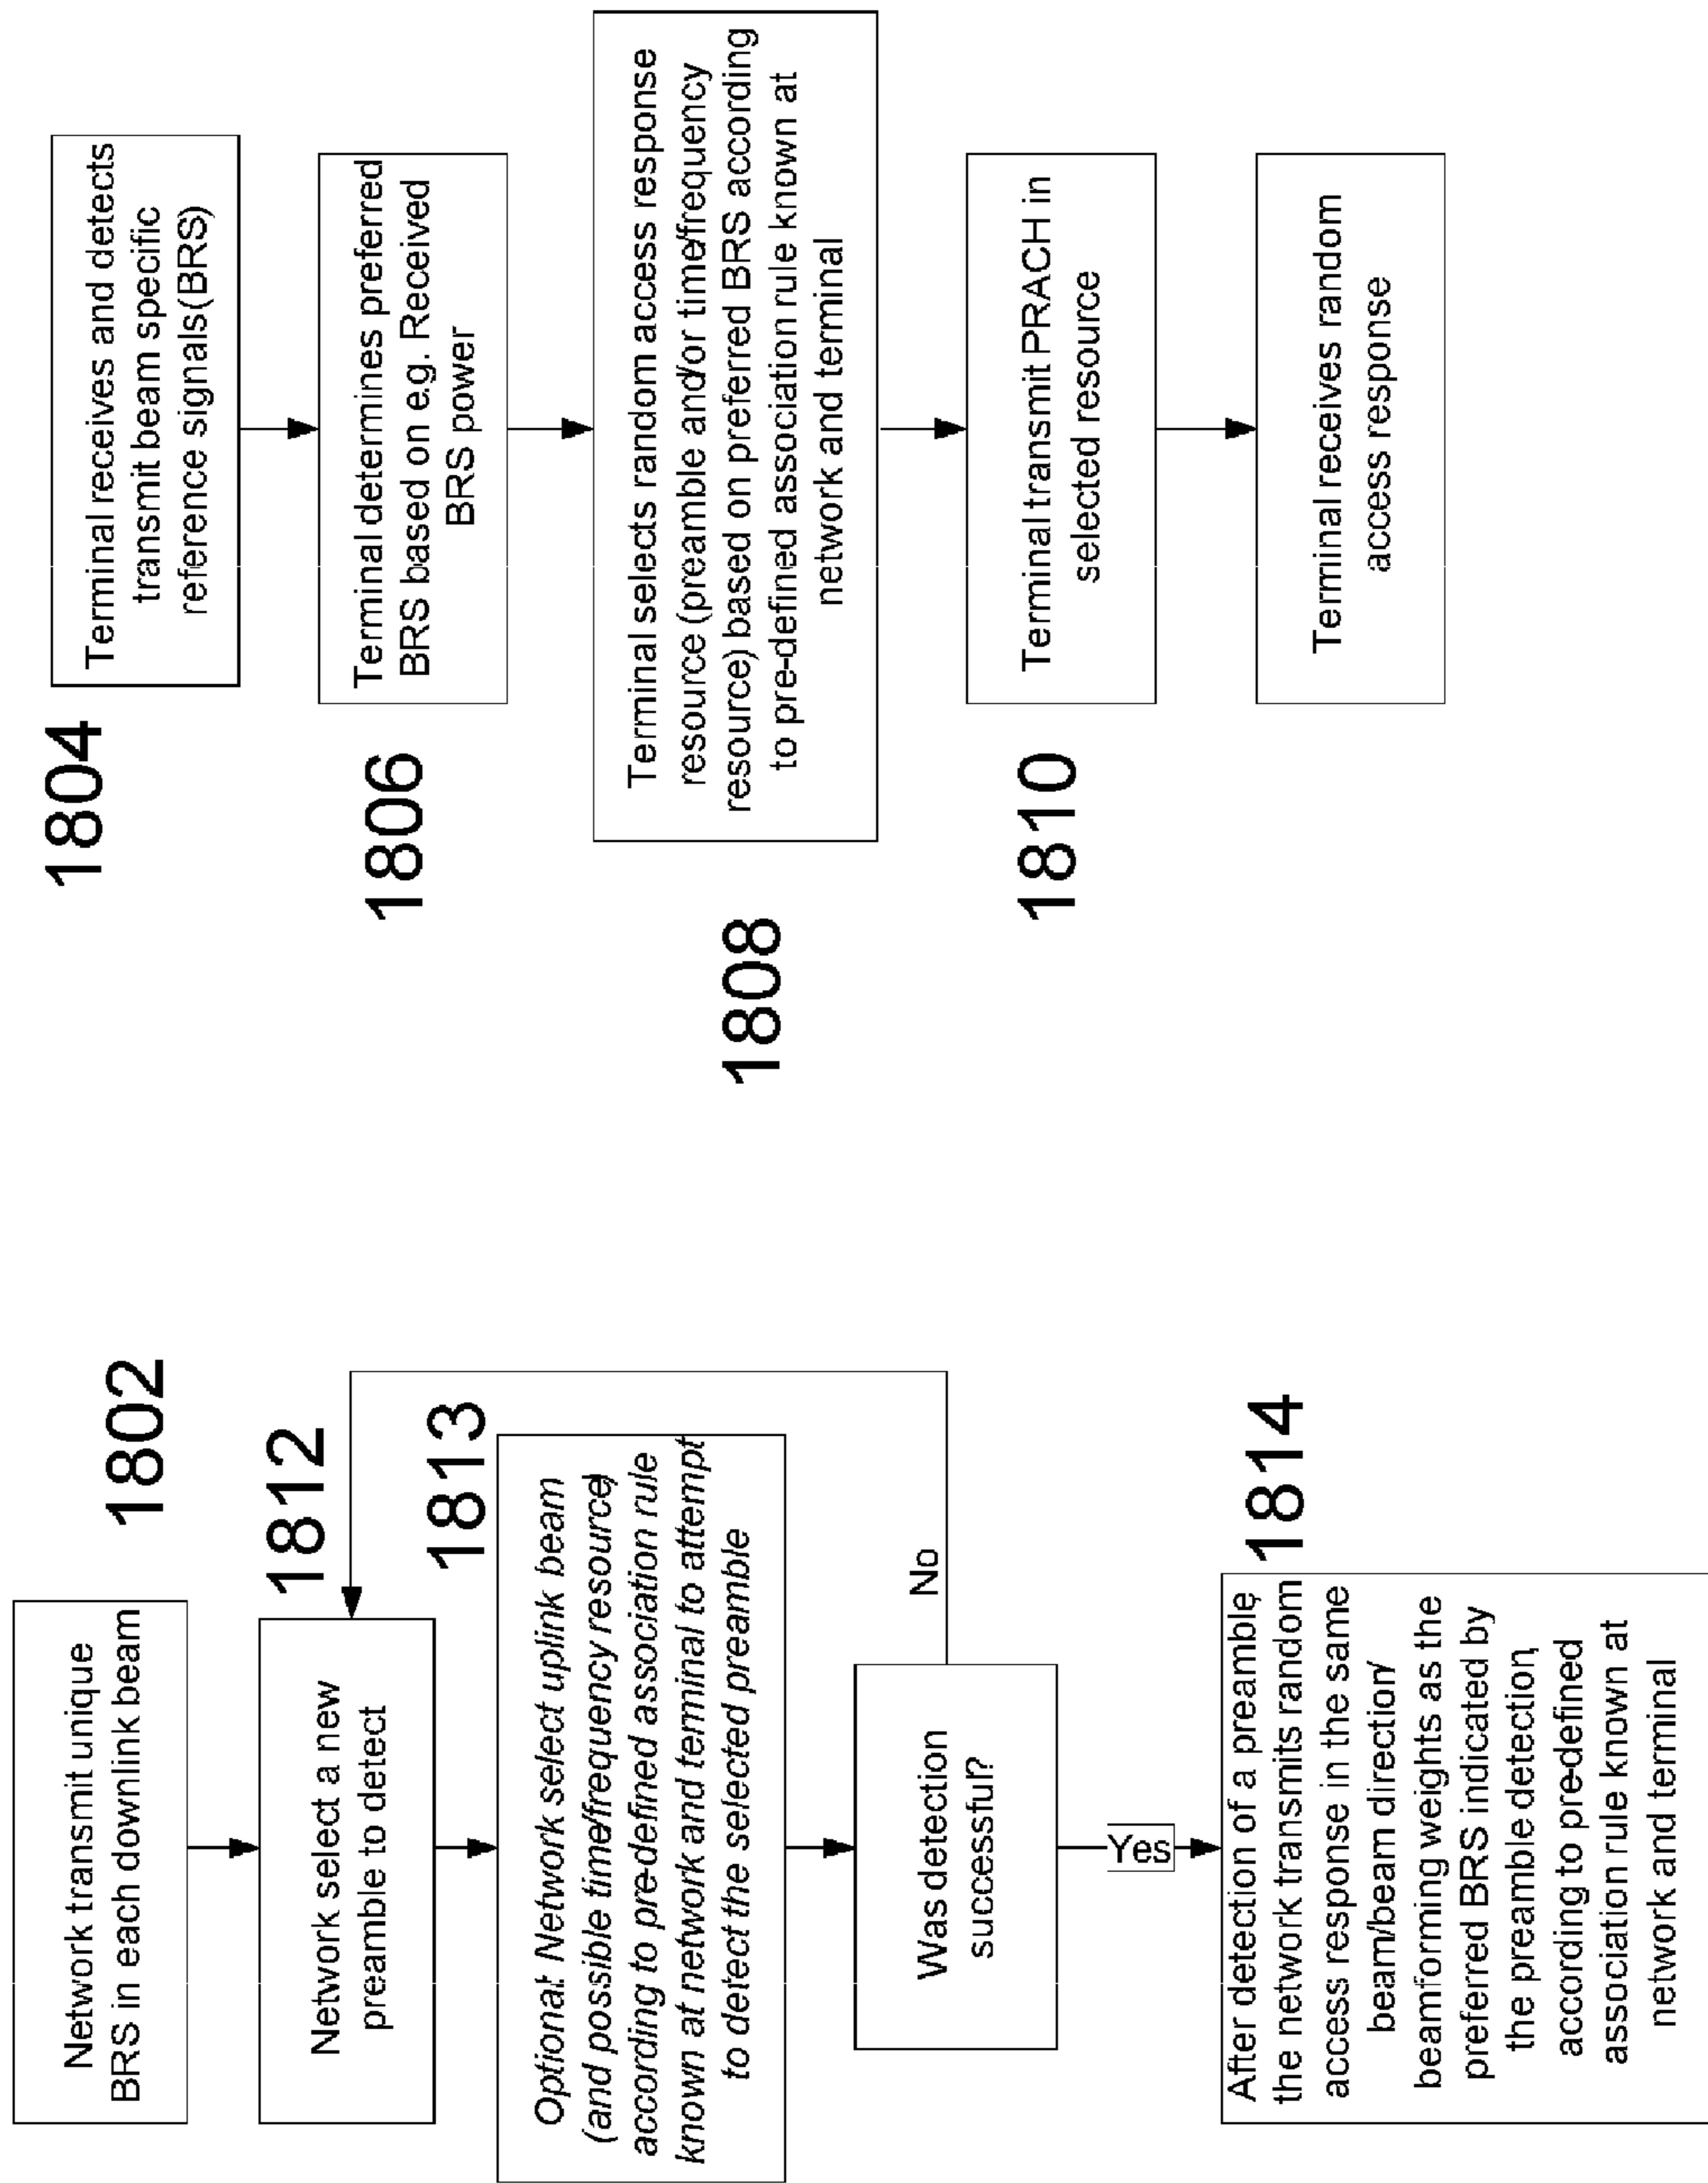 Network transmit unique
BRS in each downlink beam
1802
Network select a new
preamble to detect
1812
Optional: Network select uplink beam
(and possible time/frequency resource)
according to pre-defined association rule
known at network and terminal to attempt
to detect the selected preamble
1813
Was detection
successful?
No
Yes
After detection of a preamble,
the network transmits random
access response in the same
beam/beam direction/
beamforming weights as the
preferred BRS indicated by
the preamble detection,
according to pre-defined
association rule known at
network and terminal
1814
1804
Terminal receives and detects
transmit beam specific
reference signals(BRS)
1806
Terminal determines preferred
BRS based on e.g. Received
BRS power
1808
Terminal selects random access response
resource (preamble and/or time/frequency
resource) based on preferred BRS according
to pre-defined association rule known at
network and terminal
1810
Terminal transmit PRACH in
selected resource
Terminal receives random
access response